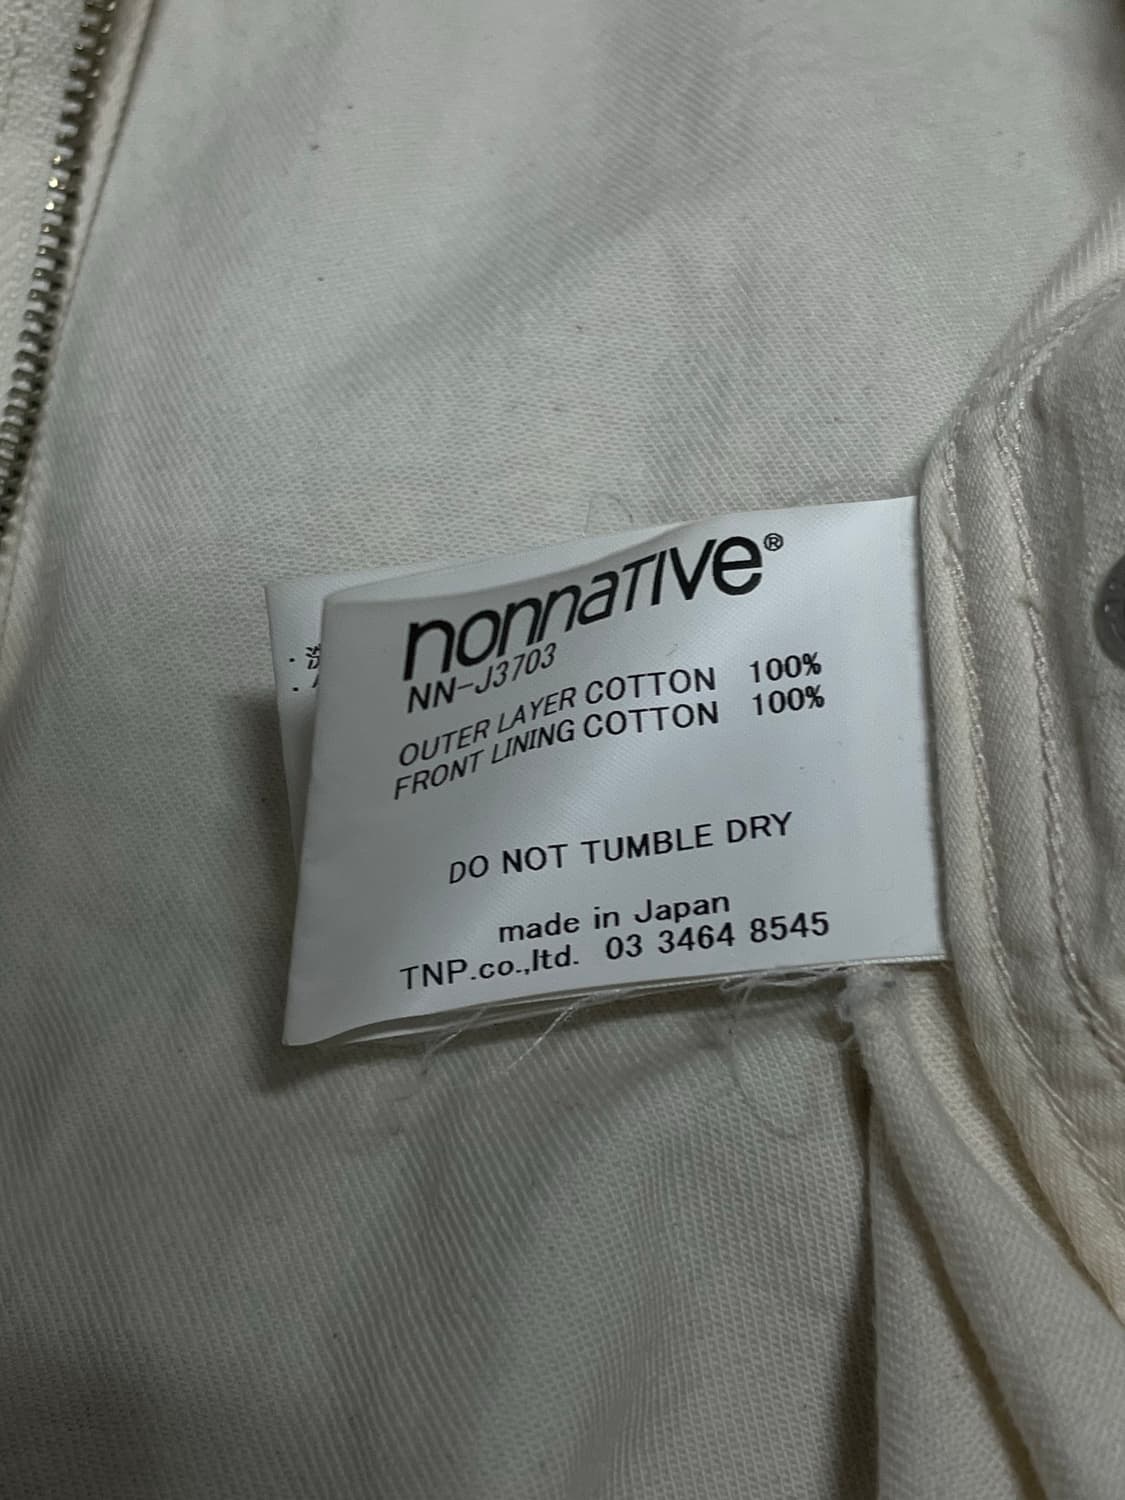 nonnative®
NN-J3703
OUTER LAYER COTTON 100%
FRONT LINING COTTON 100%
DO NOT TUMBLE DRY
made in Japan
TNP.co.,ltd. 03 3464 8545